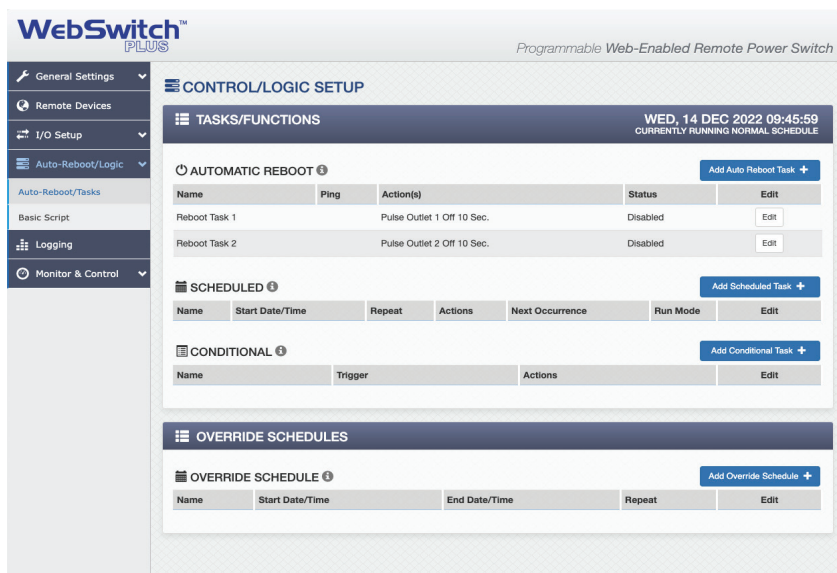 WebSwitch™
PLUS
Programmable Web-Enabled Remote Power Switch
General Settings
Remote Devices
I/O Setup
Auto-Reboot/Logic
Auto-Reboot/Tasks
Basic Script
Logging
Monitor & Control
CONTROL/LOGIC SETUP
TASKS/FUNCTIONS
WED, 14 DEC 2022 09:45:59
CURRENTLY RUNNING NORMAL SCHEDULE
AUTOMATIC REBOOT
Add Auto Reboot Task +
Name Ping Action(s) Status Edit
Reboot Task 1 Pulse Outlet 1 Off 10 Sec. Disabled Edit
Reboot Task 2 Pulse Outlet 2 Off 10 Sec. Disabled Edit
SCHEDULED
Add Scheduled Task +
Name Start Date/Time Repeat Actions Next Occurrence Run Mode Edit
CONDITIONAL
Add Conditional Task +
Name Trigger Actions Edit
OVERRIDE SCHEDULES
OVERRIDE SCHEDULE
Add Override Schedule +
Name Start Date/Time End Date/Time Repeat Edit